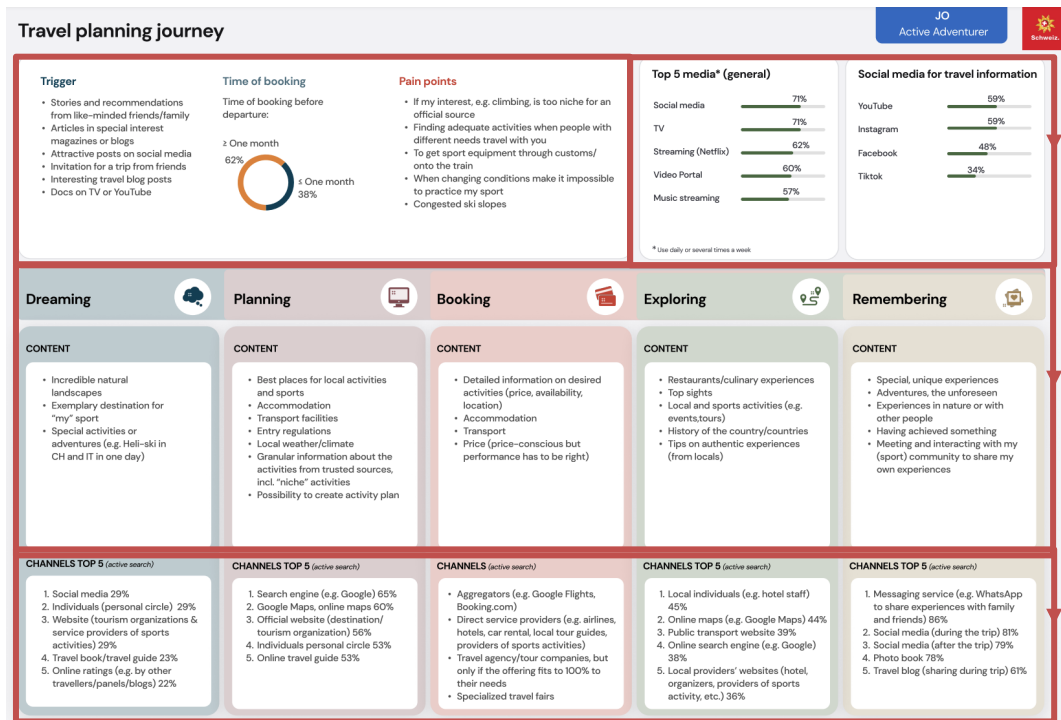 Travel planning journey
JO
Active Adventurer
Schweiz.
Trigger
• Stories and recommendations
from like-minded friends/family
• Articles in special interest
magazines or blogs
• Attractive posts on social media
• Invitation for a trip from friends
• Interesting travel blog posts
• Docs on TV or YouTube
Time of booking
Time of booking before
departure:
≥ One month
62%
≤ One month
38%
Pain points
• If my interest, e.g. climbing, is too niche for an
official source
• Finding adequate activities when people with
different needs travel with you
• To get sport equipment through customs/
onto the train
• When changing conditions make it impossible
to practice my sport
• Congested ski slopes
Top 5 media* (general)
Social media 71%
TV 71%
Streaming (Netflix) 62%
Video Portal 60%
Music streaming 57%
* Use daily or several times a week
Social media for travel information
YouTube 59%
Instagram 59%
Facebook 48%
Tiktok 34%
Dreaming
Planning
Booking
Exploring
Remembering
CONTENT
• Incredible natural
landscapes
• Exemplary destination for
"my" sport
• Special activities or
adventures (e.g. Heli-ski in
CH and IT in one day)
CONTENT
• Best places for local activities
and sports
• Accommodation
• Transport facilities
• Entry regulations
• Local weather/climate
• Granular information about the
activities from trusted sources,
incl. "niche" activities
• Possibility to create activity plan
CONTENT
• Detailed information on desired
activities (price, availability,
location)
• Accommodation
• Transport
• Price (price-conscious but
performance has to be right)
CONTENT
• Restaurants/culinary experiences
• Top sights
• Local and sports activities (e.g.
events,tours)
• History of the country/countries
• Tips on authentic experiences
(from locals)
CONTENT
• Special, unique experiences
• Adventures, the unforeseen
• Experiences in nature or with
other people
• Having achieved something
• Meeting and interacting with my
(sport) community to share my
own experiences
CHANNELS TOP 5 (active search)
1. Social media 29%
2. Individuals (personal circle) 29%
3. Website (tourism organizations &
service providers of sports
activities) 29%
4. Travel book/travel guide 23%
5. Online ratings (e.g. by other
travellers/panels/blogs) 22%
CHANNELS TOP 5 (active search)
1. Search engine (e.g. Google) 65%
2. Google Maps, online maps 60%
3. Official website (destination/
tourism organization) 56%
4. Individuals personal circle 53%
5. Online travel guide 53%
CHANNELS (active search)
• Aggregators (e.g. Google Flights,
Booking.com)
• Direct service providers (e.g. airlines,
hotels, car rental, local tour guides,
providers of sports activities)
• Travel agency/tour companies, but
only if the offering fits to 100% to
their needs
• Specialized travel fairs
CHANNELS TOP 5 (active search)
1. Local individuals (e.g. hotel staff)
45%
2. Online maps (e.g. Google Maps) 44%
3. Public transport website 39%
4. Online search engine (e.g. Google)
38%
5. Local providers' websites (hotel,
organizers, providers of sports
activity, etc.) 36%
CHANNELS TOP 5 (active search)
1. Messaging service (e.g. WhatsApp
to share experiences with family
and friends) 86%
2. Social media (during the trip) 81%
3. Social media (after the trip) 79%
4. Photo book 78%
5. Travel blog (sharing during trip) 61%